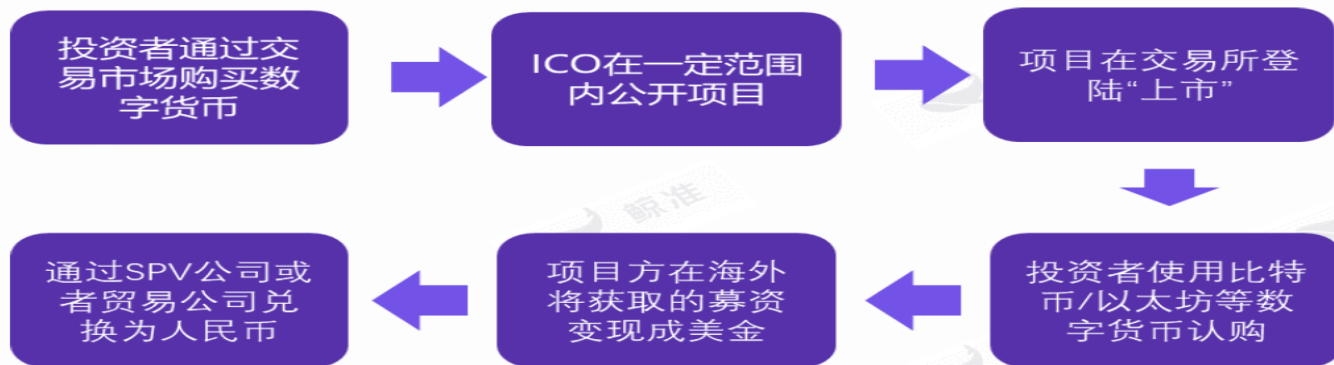 投资者通过交
易市场购买数
字货币
ICO在一定范围
内公开项目
项目在交易所登
陆“上市”
投资者使用比特
币/以太坊等数
字货币认购
项目方在海外
将获取的募资
变现成美金
通过SPV公司或
者贸易公司兑
换为人民币
鲸准